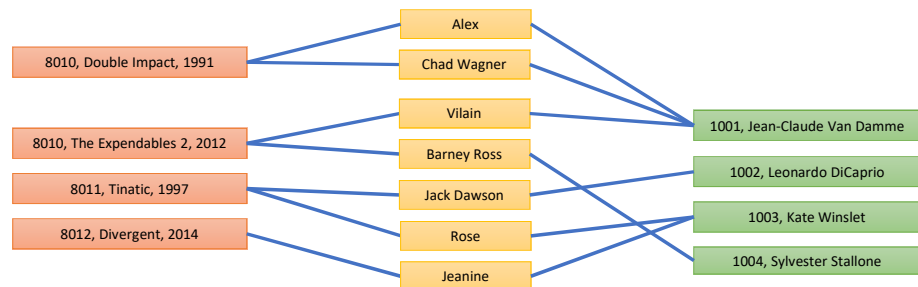 8010, Double Impact, 1991
8010, The Expendables 2, 2012
8011, Tinatic, 1997
8012, Divergent, 2014
Alex
Chad Wagner
Vilain
Barney Ross
Jack Dawson
Rose
Jeanine
1001, Jean-Claude Van Damme
1002, Leonardo DiCaprio
1003, Kate Winslet
1004, Sylvester Stallone